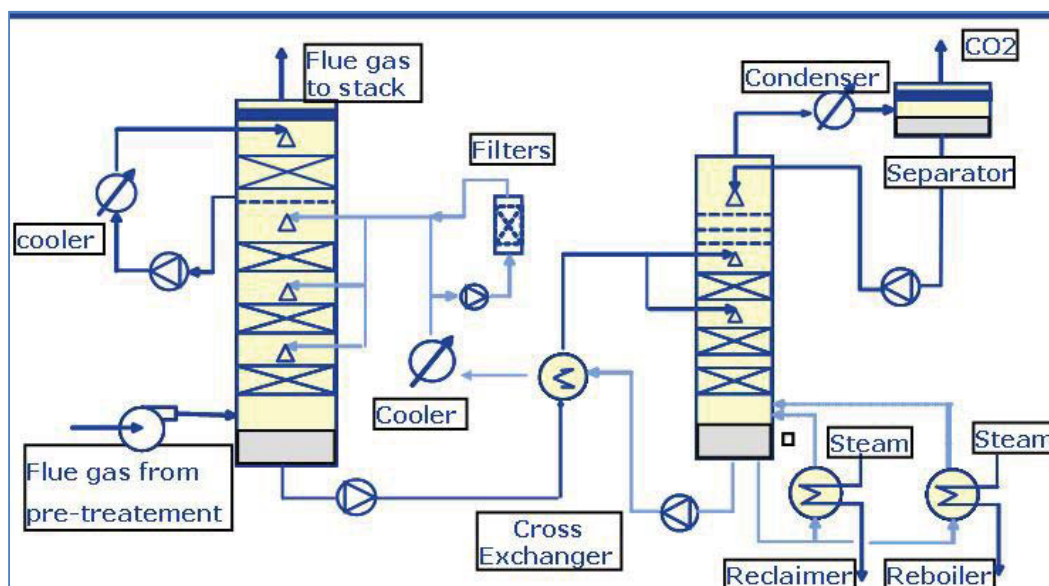 Flue gas
to stack
CO2
Condenser
Filters
Separator
cooler
Cooler
Steam
Steam
Flue gas from
pre-treatement
Cross
Exchanger
Reclaimer
Reboiler